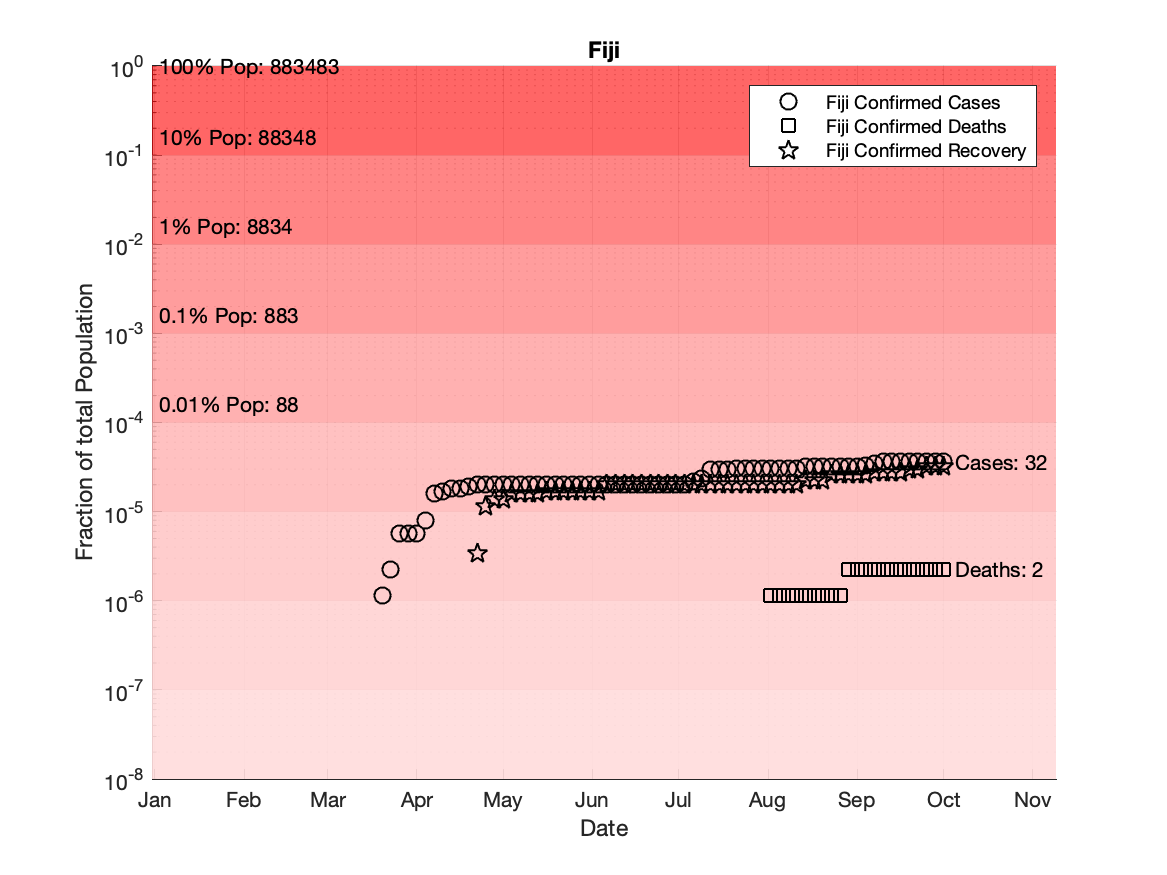 Fiji
10^0
100% Pop: 883483
Fiji Confirmed Cases
Fiji Confirmed Deaths
Fiji Confirmed Recovery
10% Pop: 88348
10^-1
1% Pop: 8834
10^-2
0.1% Pop: 883
10^-3
0.01% Pop: 88
10^-4
Cases: 32
10^-5
Deaths: 2
10^-6
10^-7
10^-8
Fraction of total Population
Jan Feb Mar Apr May Jun Jul Aug Sep Oct Nov
Date